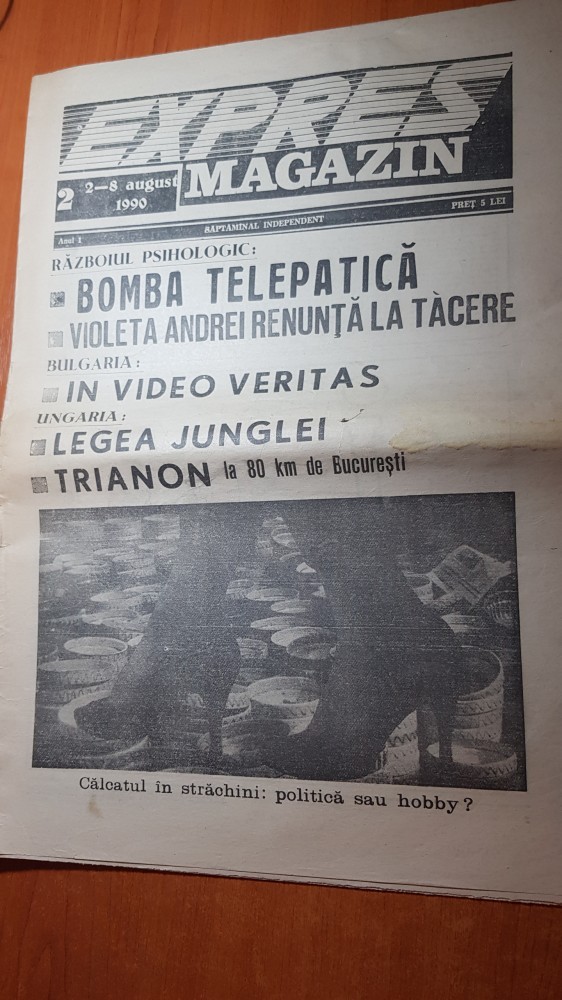 EXPRES
MAGAZIN
2 2—8 august
1990
Anul I SĂPTĂMÎNAL INDEPENDENT PREȚ 5 LEI
RĂZBOIUL PSIHOLOGIC:
BOMBA TELEPATICĂ
VIOLETA ANDREI RENUNȚĂ LA TĂCERE
BULGARIA:
IN VIDEO VERITAS
UNGARIA:
LEGEA JUNGLEI
TRIANON la 80 km de București
Călcatul în străchini: politică sau hobby?